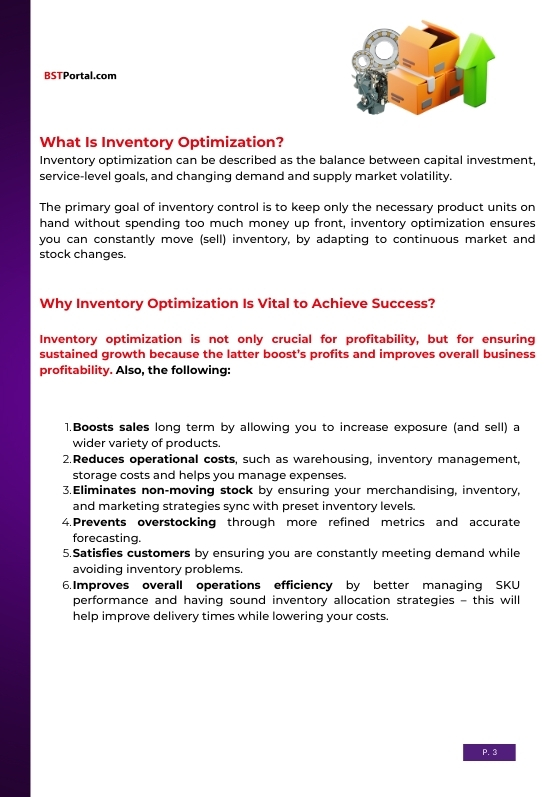 BSTPortal.com
What Is Inventory Optimization?
Inventory optimization can be described as the balance between capital investment,
service-level goals, and changing demand and supply market volatility.
The primary goal of inventory control is to keep only the necessary product units on
hand without spending too much money up front, inventory optimization ensures
you can constantly move (sell) inventory, by adapting to continuous market and
stock changes.
Why Inventory Optimization Is Vital to Achieve Success?
Inventory optimization is not only crucial for profitability, but for ensuring
sustained growth because the latter boost's profits and improves overall business
profitability. Also, the following:
1. Boosts sales long term by allowing you to increase exposure (and sell) a
wider variety of products.
2. Reduces operational costs, such as warehousing, inventory management,
storage costs and helps you manage expenses.
3. Eliminates non-moving stock by ensuring your merchandising, inventory,
and marketing strategies sync with preset inventory levels.
4. Prevents overstocking through more refined metrics and accurate
forecasting.
5. Satisfies customers by ensuring you are constantly meeting demand while
avoiding inventory problems.
6. Improves overall operations efficiency by better managing SKU
performance and having sound inventory allocation strategies – this will
help improve delivery times while lowering your costs.
P. 3